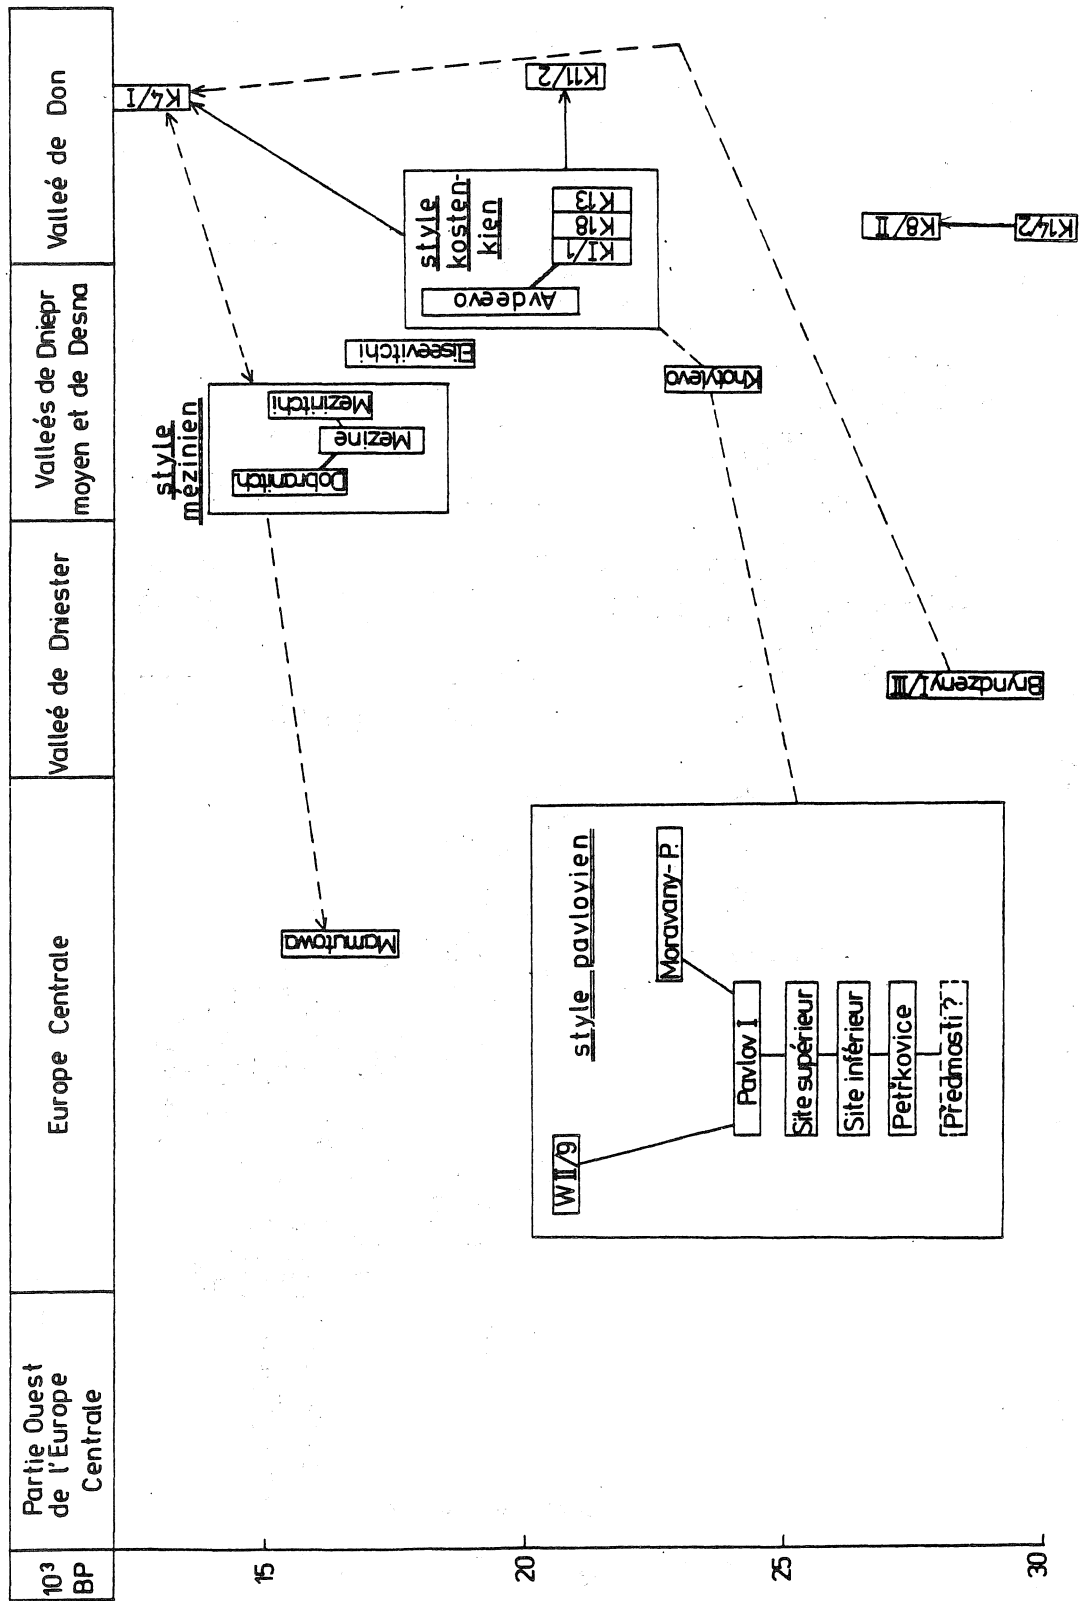 10³
BP
Partie Ouest
de l'Europe
Centrale
Europe Centrale
Valleé de Dniester
Valleés de Dniepr
moyen et de Desna
Valleé de Don
15
20
25
30
K4/I
K11/2
style
kosten-
kien
KI/1
K18
K13
Avdeevo
K8/II
K14/2
Eliseevitchi
Khotylevo
style
mézinien
Meziritchi
Mezine
Dobranitch.
Bryndzeny I/III
Mamutowa
style pavlovien
Moravany-P.
W II/9
Pavlov I
Site supérieur
Site inférieur
Petřkovice
Předmosti?